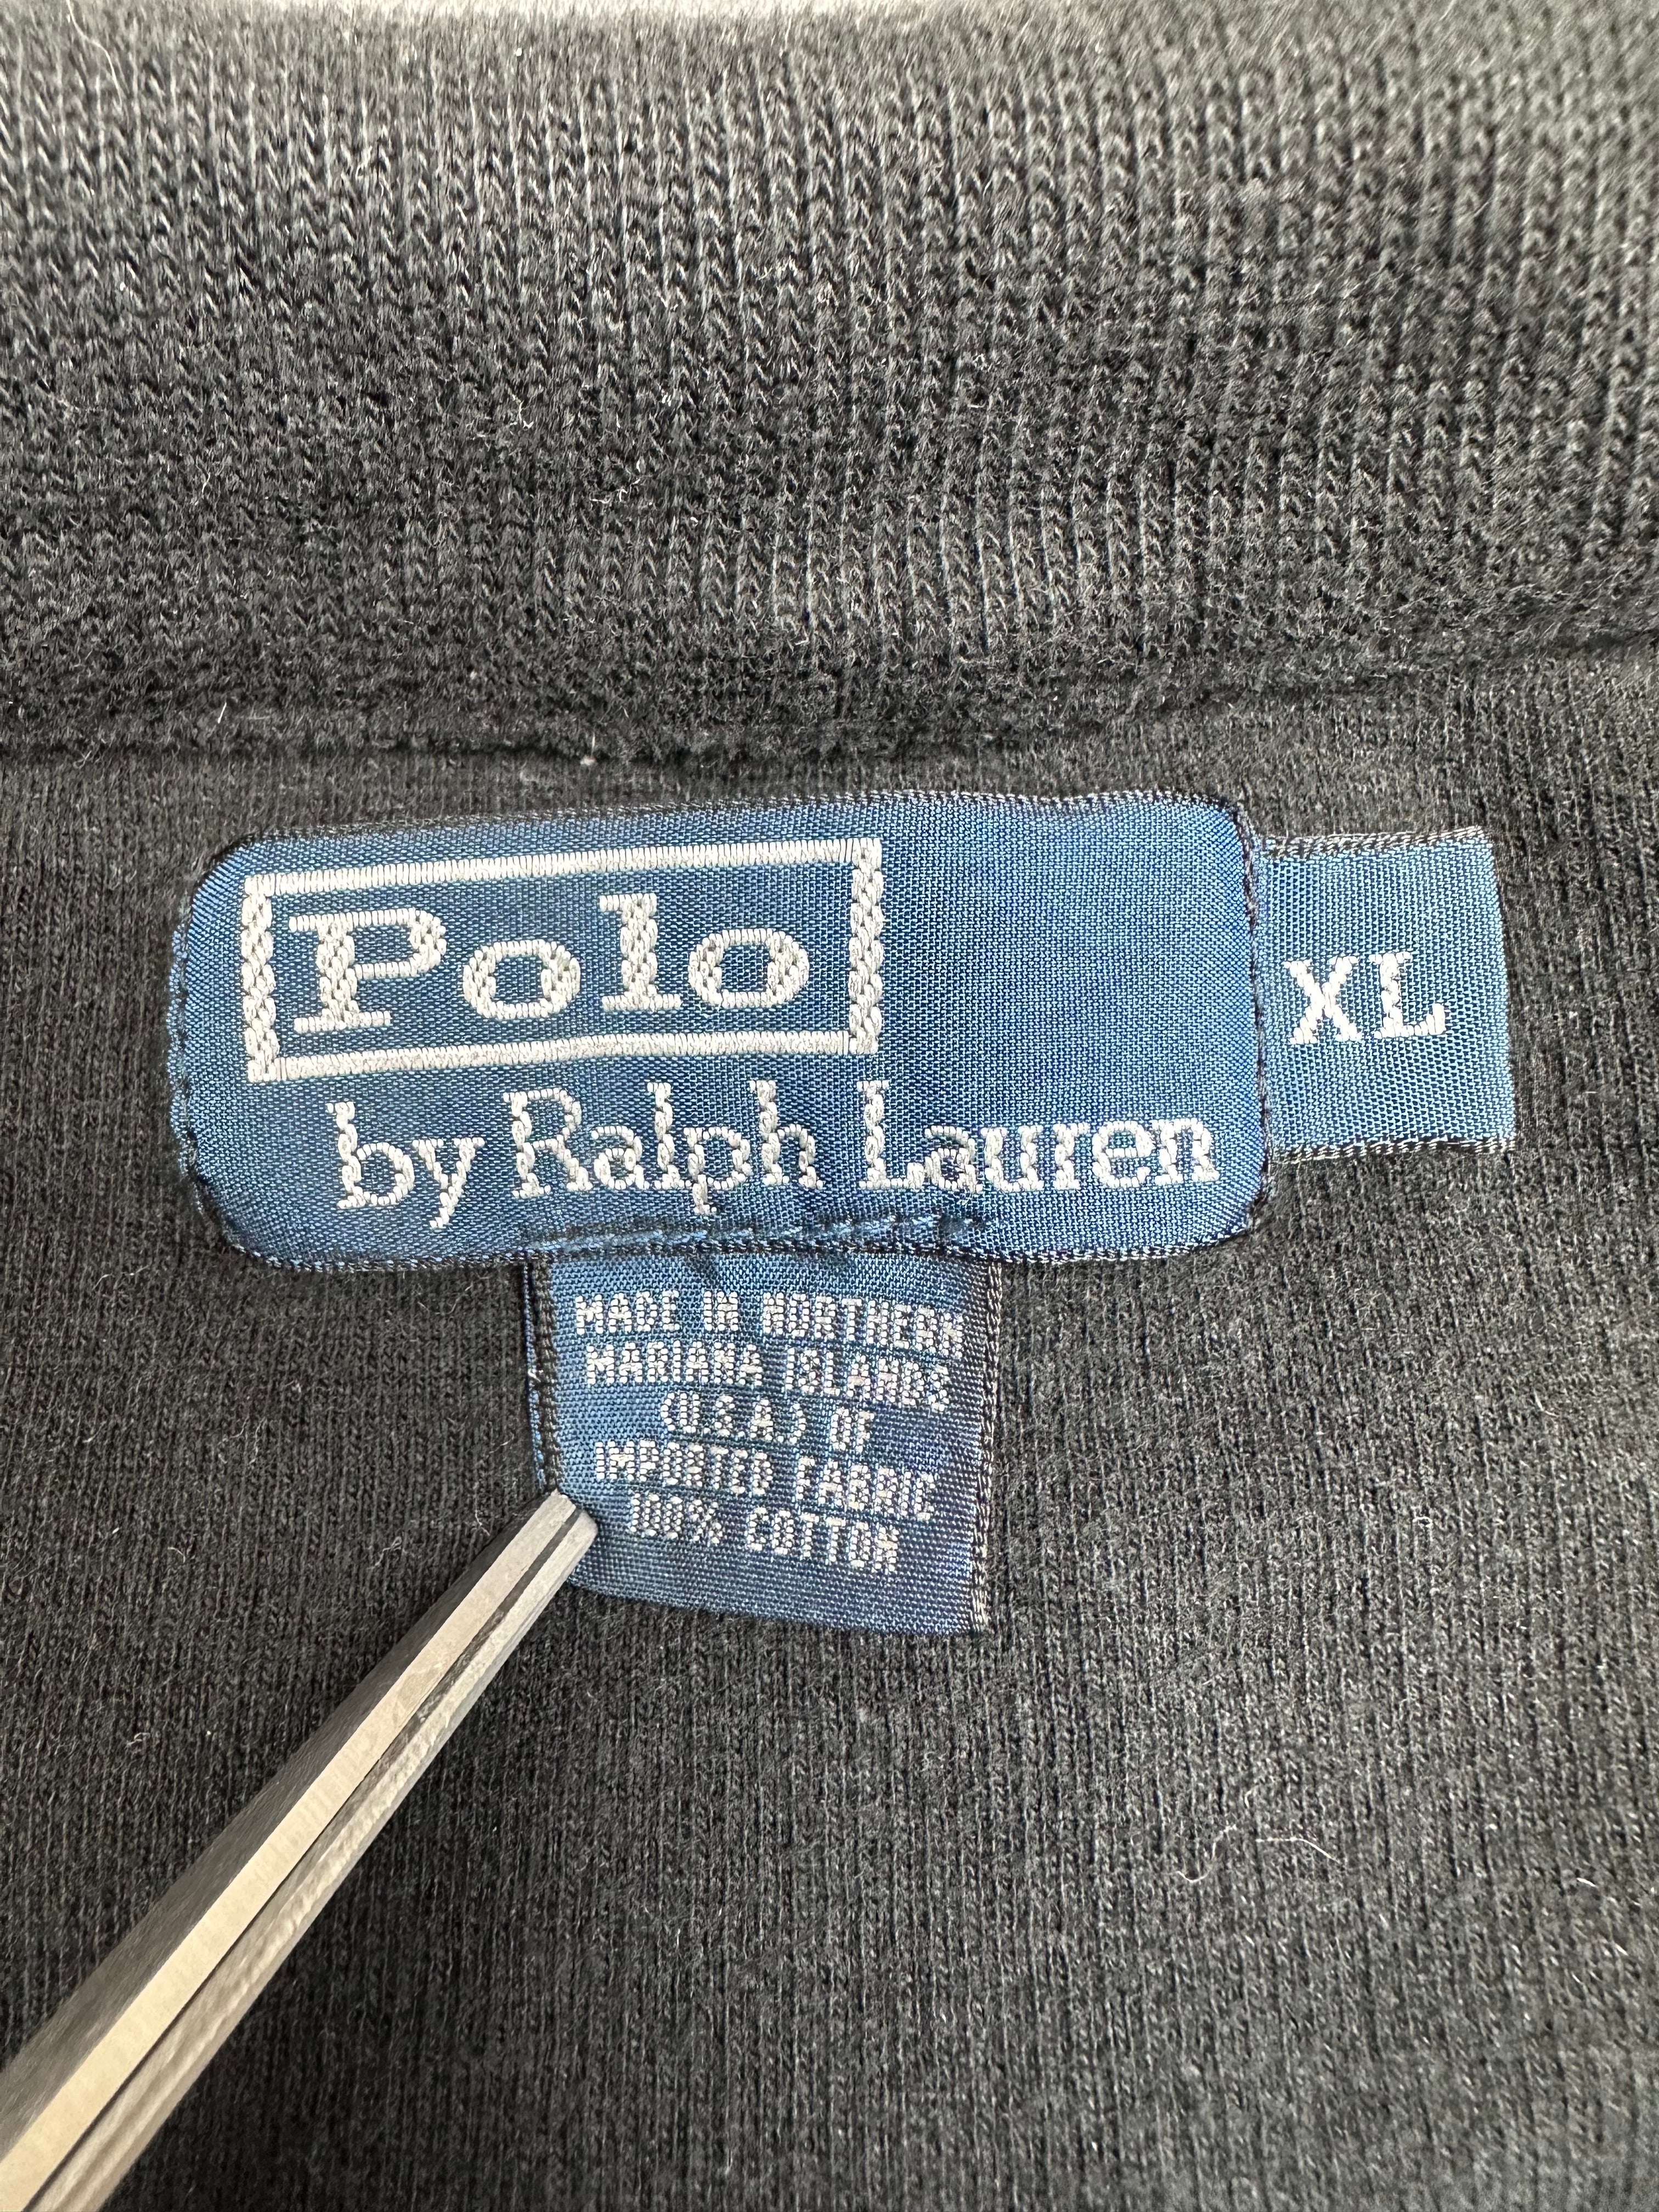 Polo
by Ralph Lauren
XL
MADE IN NORTHERN
MARIANA ISLANDS
(U.S.A.) OF
IMPORTED FABRIC
100% COTTON